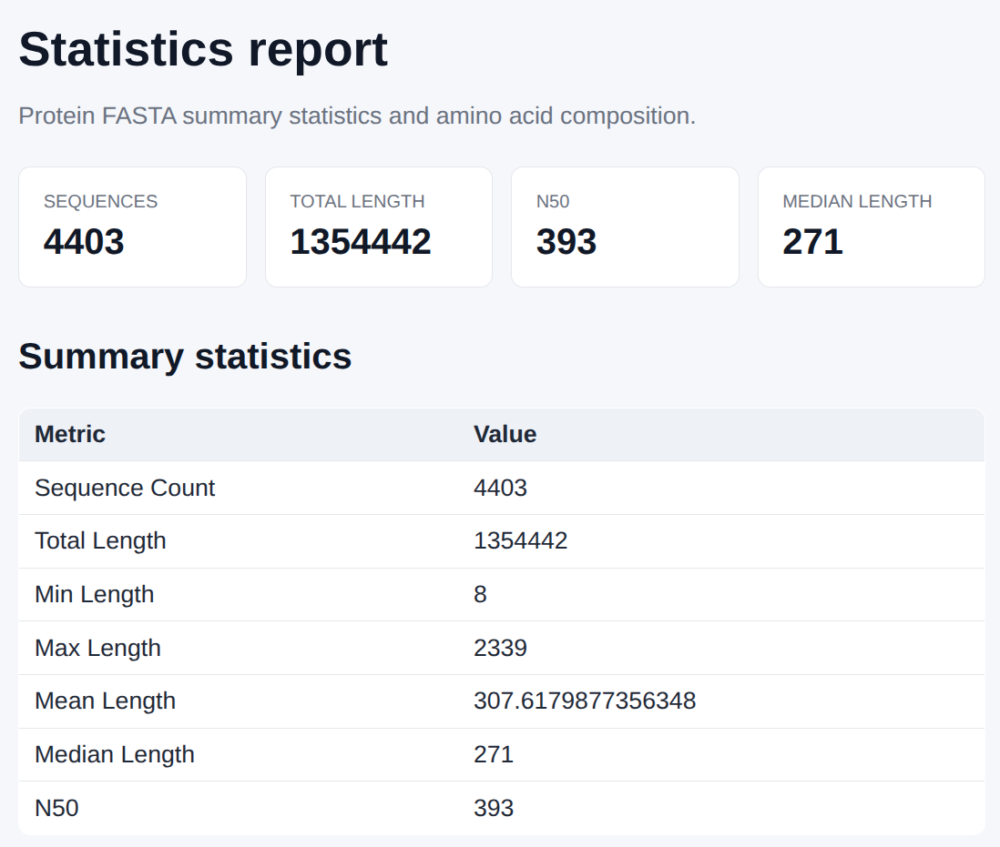 Statistics report
Protein FASTA summary statistics and amino acid composition.
SEQUENCES TOTAL LENGTH N50 MEDIAN LENGTH
4403 1354442 393 271
Summary statistics
Metric Value
Sequence Count 4403
Total Length 1354442
Min Length 8
Max Length 2339
Mean Length 307.6179877356348
Median Length 271
N50 393